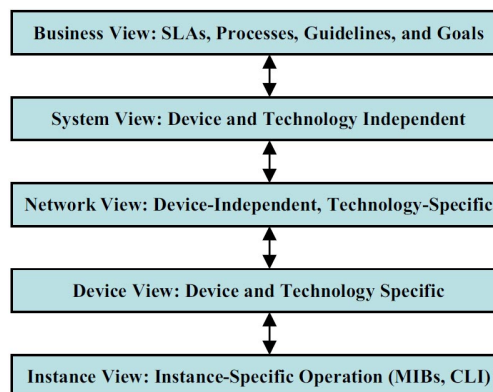 Business View: SLAs, Processes, Guidelines, and Goals
System View: Device and Technology Independent
Network View: Device-Independent, Technology-Specific
Device View: Device and Technology Specific
Instance View: Instance-Specific Operation (MIBs, CLI)